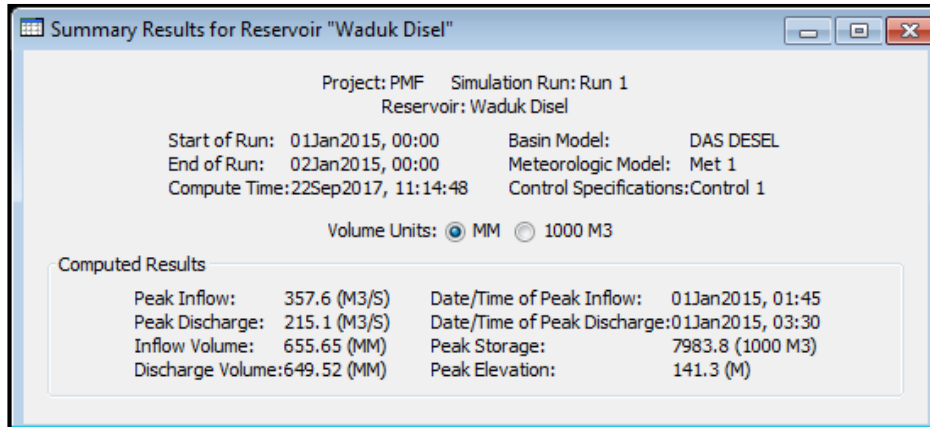 Summary Results for Reservoir "Waduk Disel"
Project: PMF Simulation Run: Run 1
Reservoir: Waduk Disel
Start of Run: 01Jan2015, 00:00 Basin Model: DAS DESEL
End of Run: 02Jan2015, 00:00 Meteorologic Model: Met 1
Compute Time:22Sep2017, 11:14:48 Control Specifications:Control 1
Volume Units: MM 1000 M3
Computed Results
Peak Inflow: 357.6 (M3/S) Date/Time of Peak Inflow: 01Jan2015, 01:45
Peak Discharge: 215.1 (M3/S) Date/Time of Peak Discharge:01Jan2015, 03:30
Inflow Volume: 655.65 (MM) Peak Storage: 7983.8 (1000 M3)
Discharge Volume:649.52 (MM) Peak Elevation: 141.3 (M)